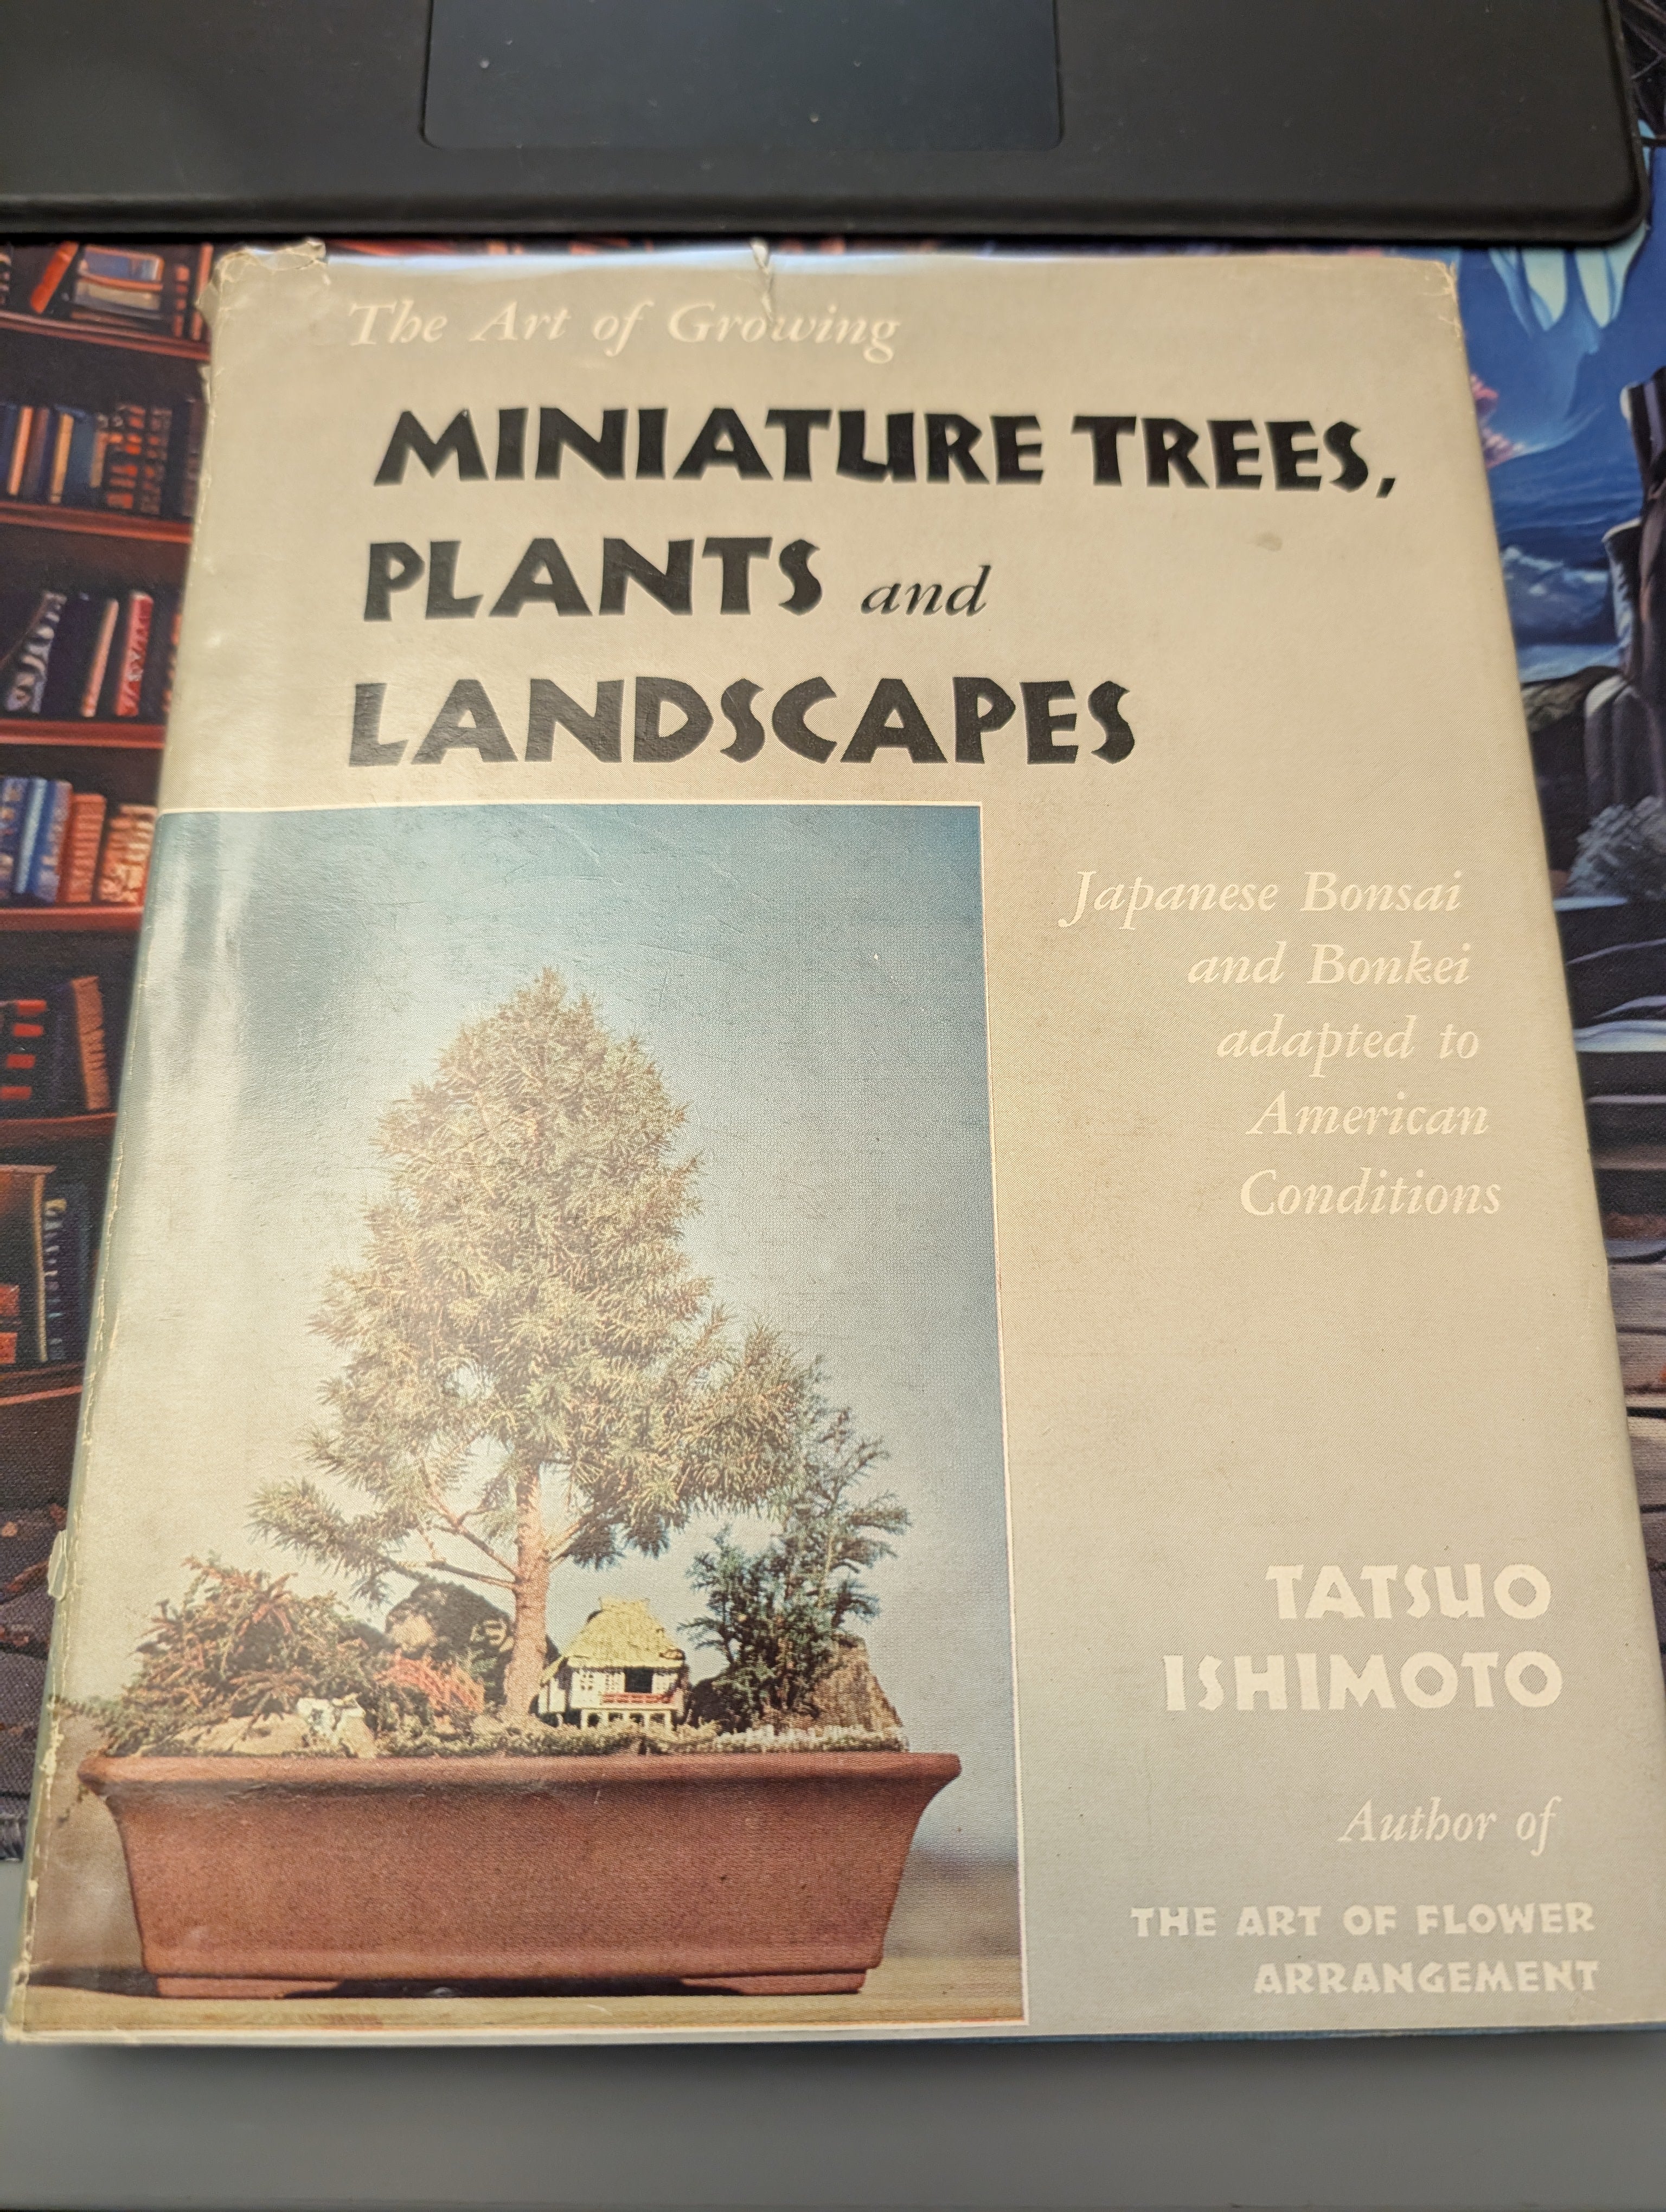 The Art of Growing
MINIATURE TREES,
PLANTS and
LANDSCAPES
Japanese Bonsai
and Bonkei
adapted to
American
Conditions
TATSUO
ISHIMOTO
Author of
THE ART OF FLOWER
ARRANGEMENT